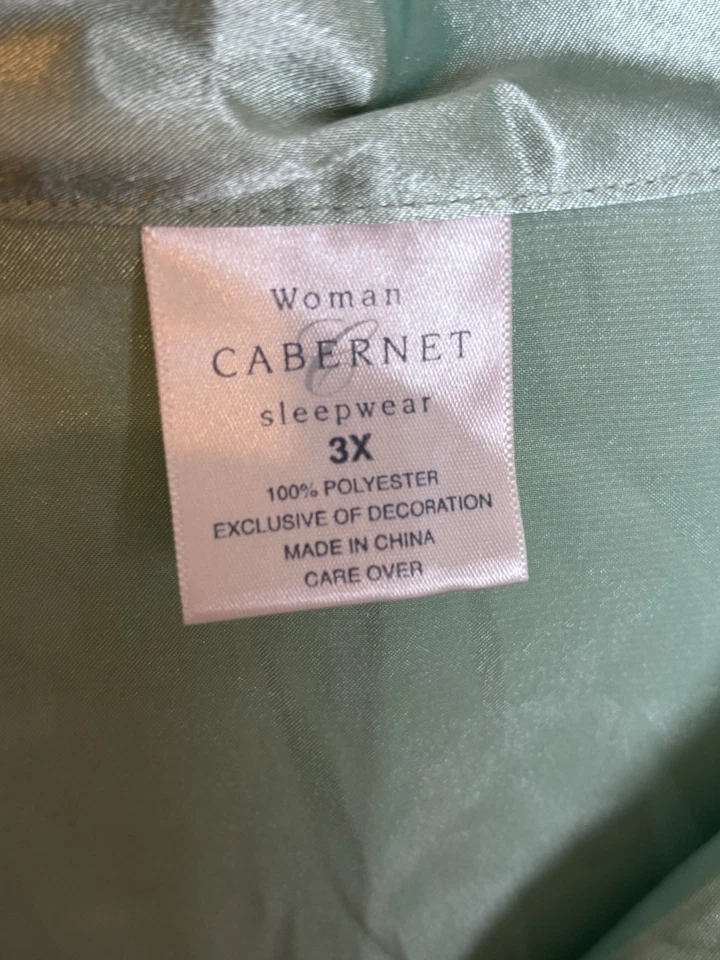 Woman
CABERNET
sleepwear
3X
100% POLYESTER
EXCLUSIVE OF DECORATION
MADE IN CHINA
CARE OVER